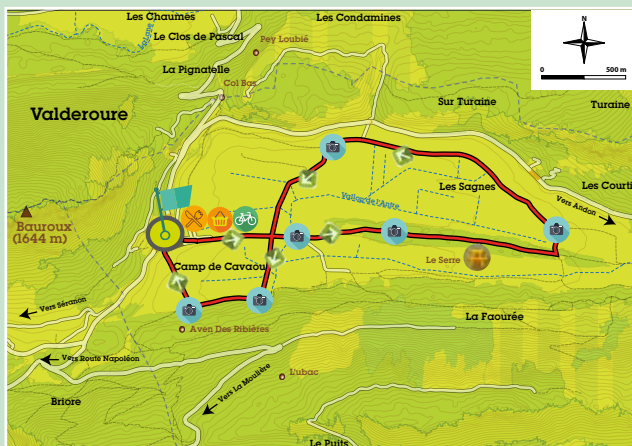 Les Chaumes
Les Condamines
N
Lallane
Le Clos de Pascal
Pey Loubié
La Pignatelle
0
500 m
Col Bas
Sur Turaine
Turaine
Valderoure
Les Sagnes
Les Courti
Vallon de l'Antre
Vers Andon
Bauroux
(1644 m)
Le Serre
Camp de Cavaou
Vers Séranon
La Faourée
Aven Des Ribières
Vers Route Napoléon
L'ubac
Vers La Moulière
Briore
Le Puits